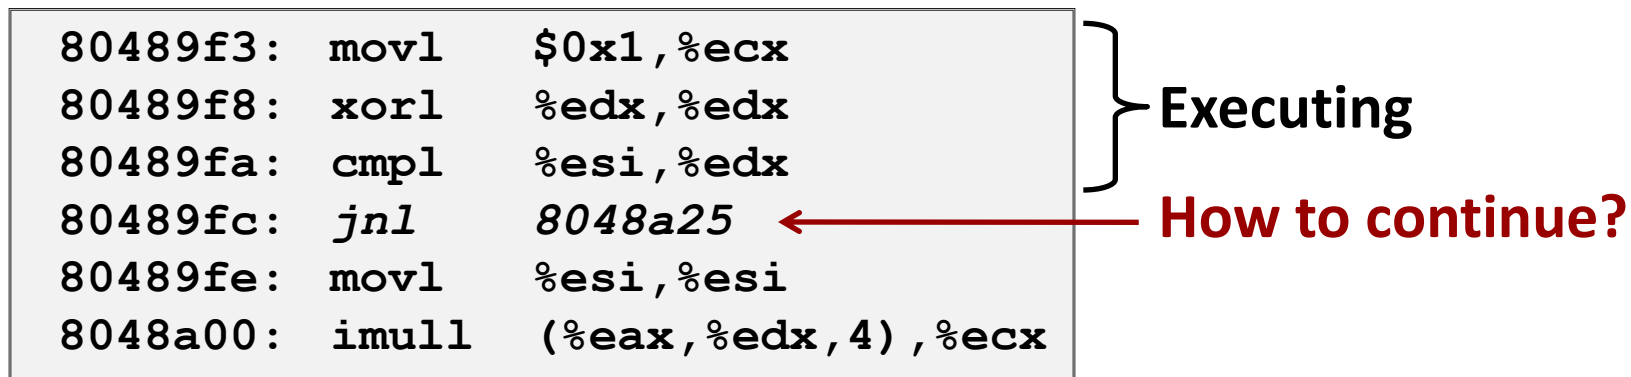 80489f3: movl $0x1,%ecx
80489f8: xorl %edx,%edx
80489fa: cmpl %esi,%edx
80489fc: jnl 8048a25
80489fe: movl %esi,%esi
8048a00: imull (%eax,%edx,4),%ecx
Executing
How to continue?